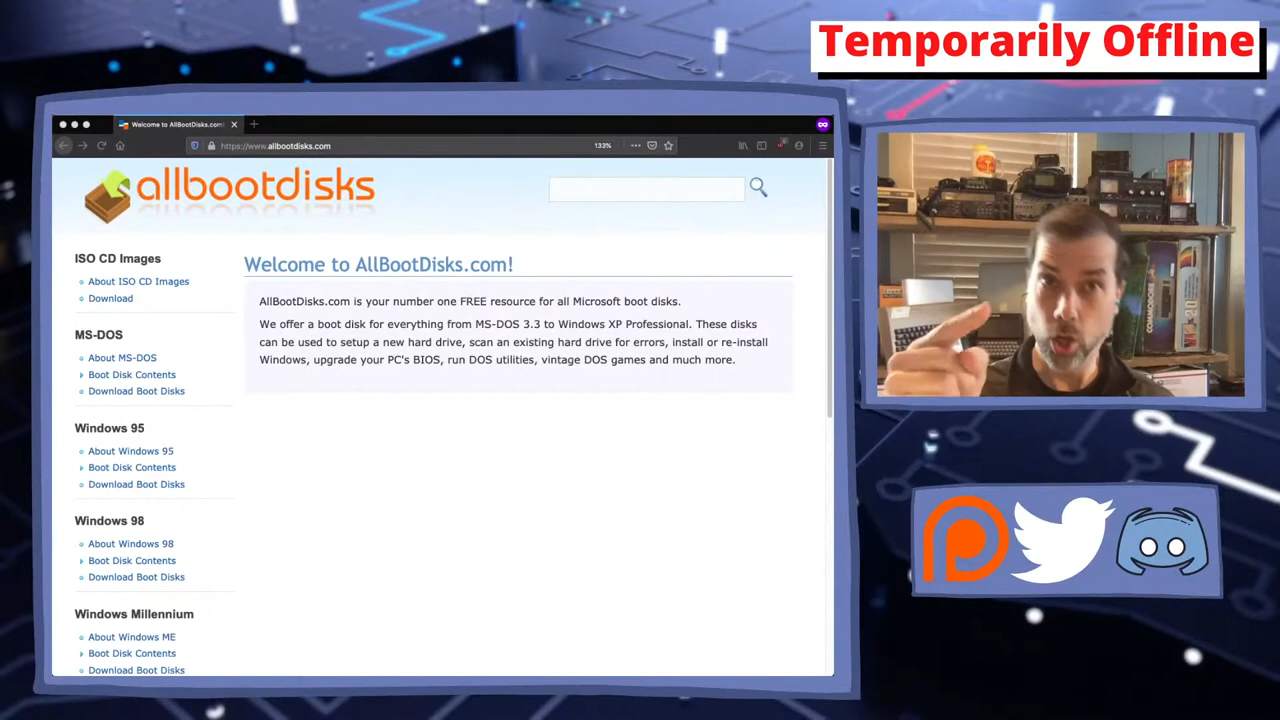 Temporarily Offline
Welcome to AllBootDisks.com!
https://www.allbootdisks.com
133%
allbootdisks
ISO CD Images
About ISO CD Images
Download
MS-DOS
About MS-DOS
Boot Disk Contents
Download Boot Disks
Windows 95
About Windows 95
Boot Disk Contents
Download Boot Disks
Windows 98
About Windows 98
Boot Disk Contents
Download Boot Disks
Windows Millennium
About Windows ME
Boot Disk Contents
Download Boot Disks
Welcome to AllBootDisks.com!
AllBootDisks.com is your number one FREE resource for all Microsoft boot disks.
We offer a boot disk for everything from MS-DOS 3.3 to Windows XP Professional. These disks
can be used to setup a new hard drive, scan an existing hard drive for errors, install or re-install
Windows, upgrade your PC's BIOS, run DOS utilities, vintage DOS games and much more.
COMMODORE